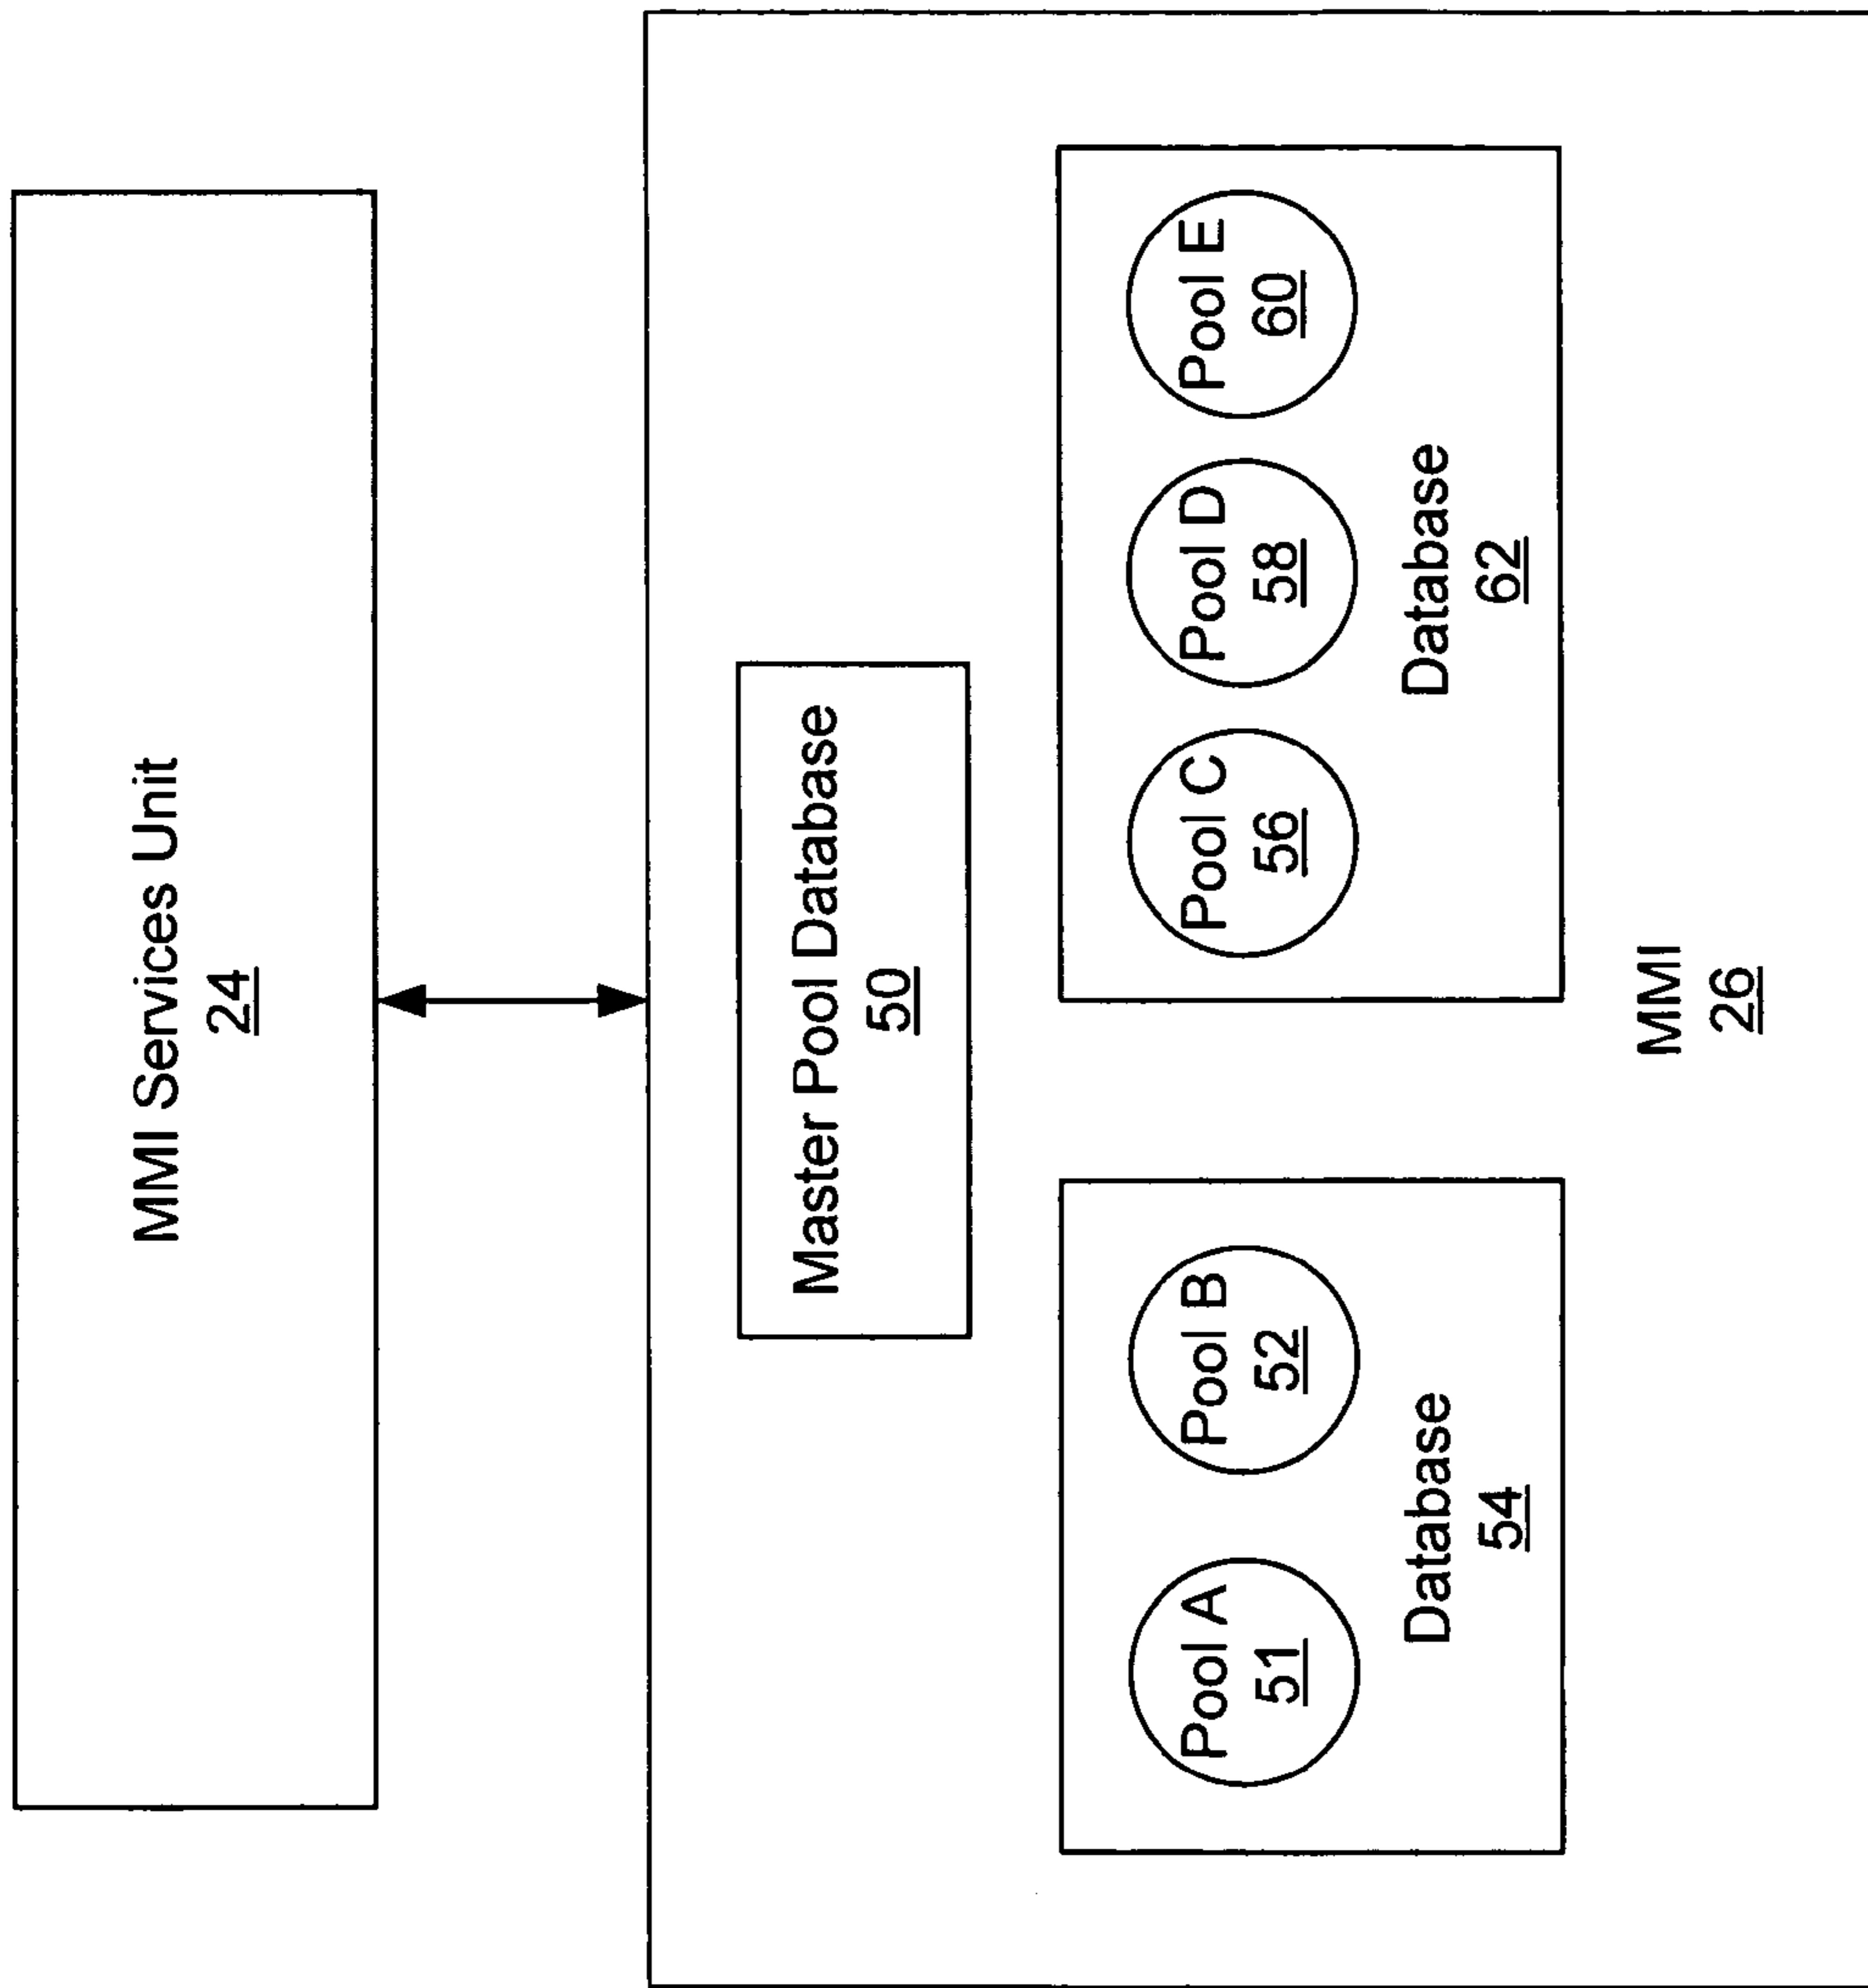 MMI Services Unit
24
Master Pool Database
50
Pool A
51
Pool B
52
Database
54
Pool C
56
Pool D
58
Pool E
60
Database
62
MMI
26